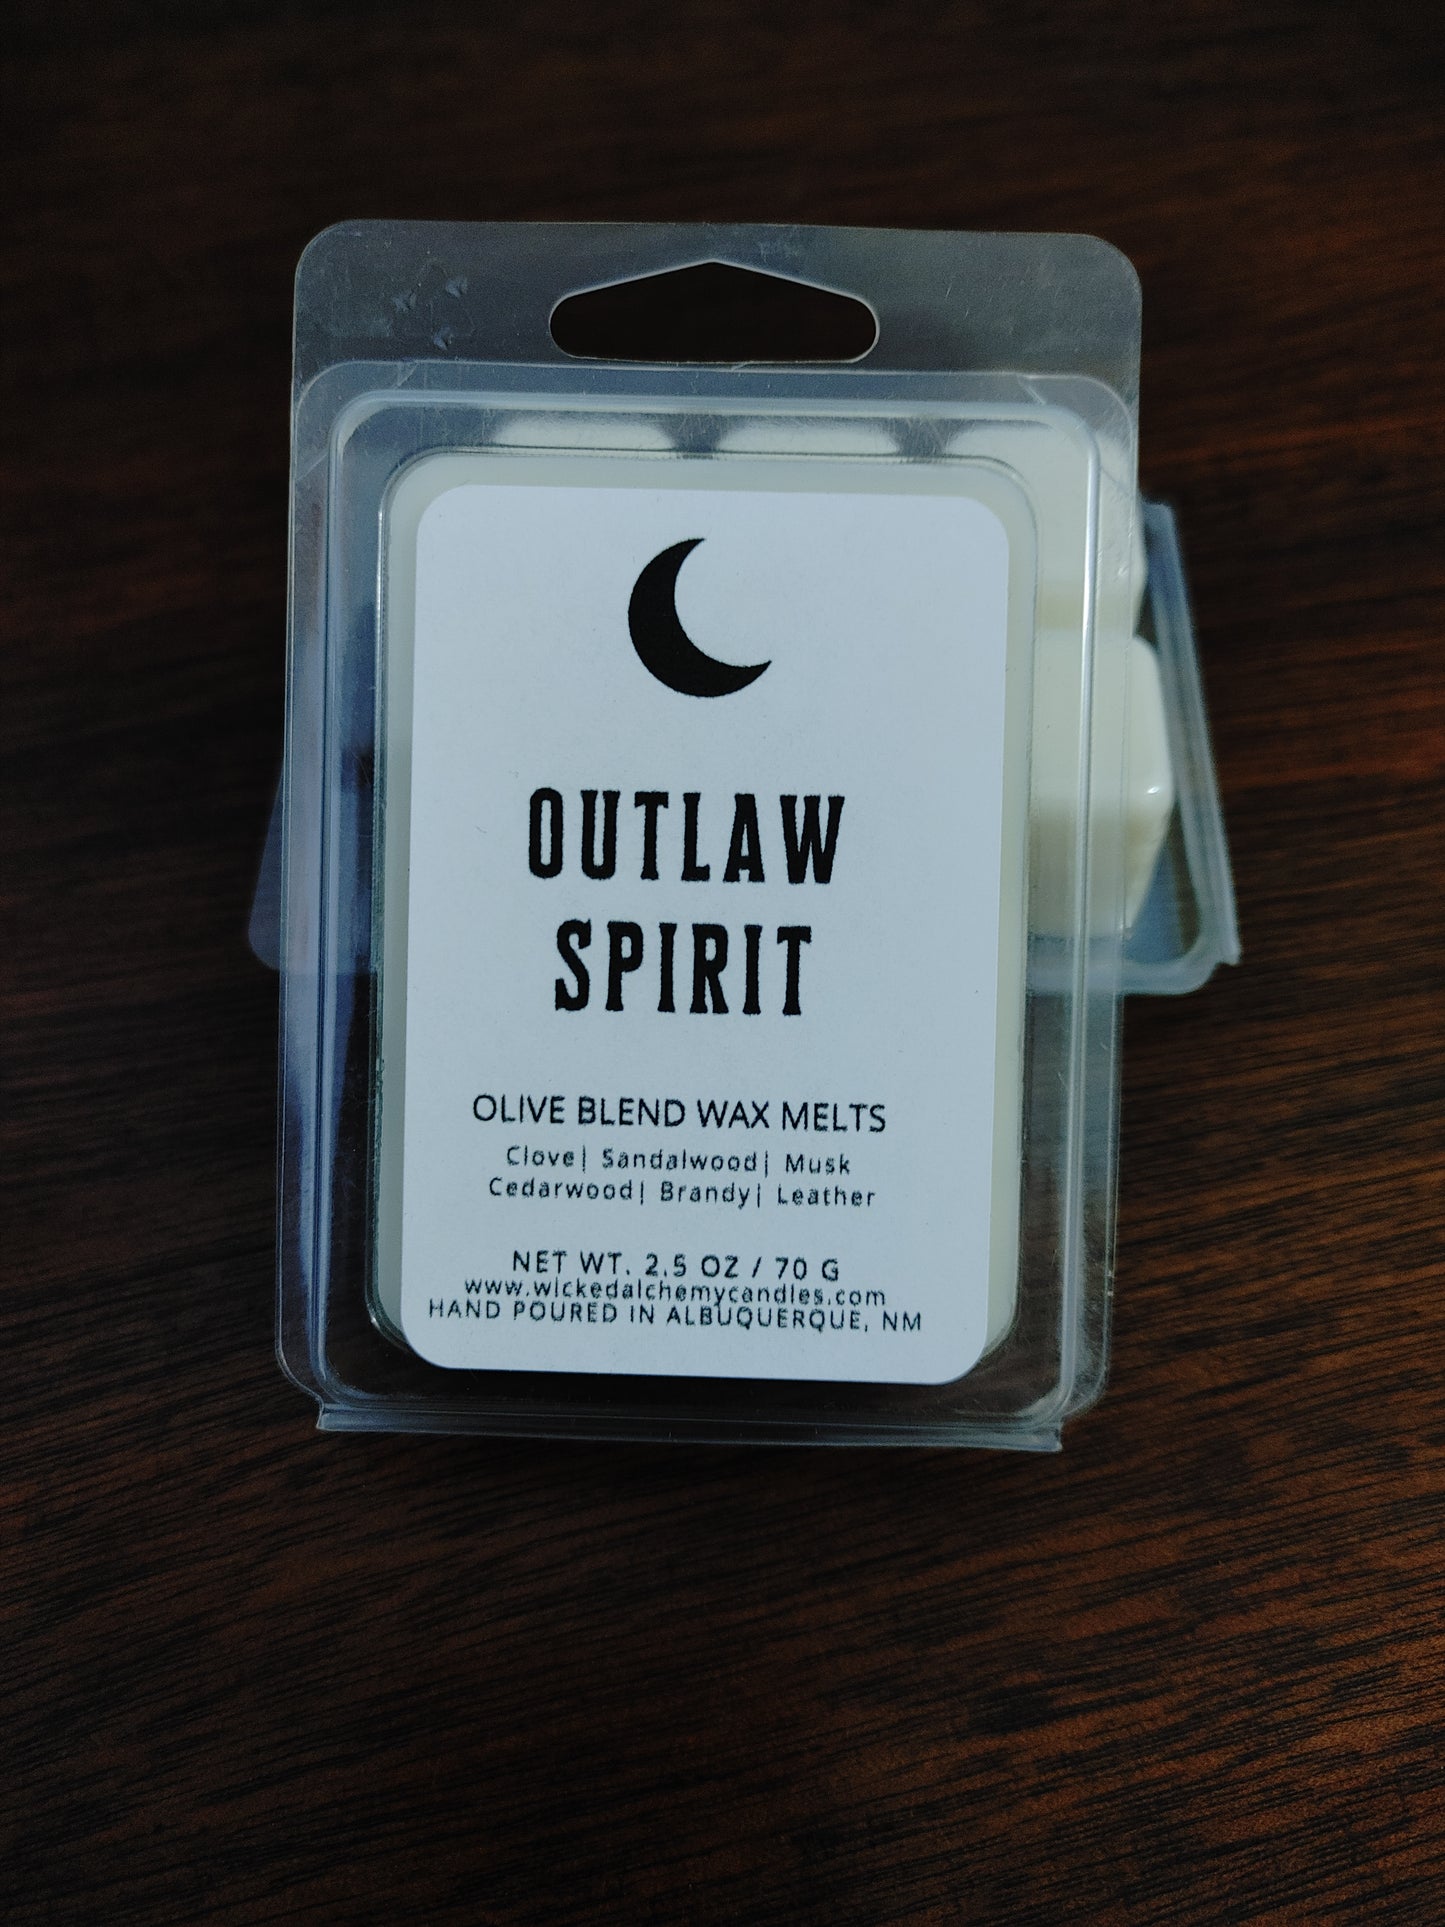 OUTLAW
SPIRIT
OLIVE BLEND WAX MELTS
Clove| Sandalwood| Musk
Cedarwood| Brandy| Leather
NET WT. 2.5 OZ / 70 G
www.wickedalchemycandles.com
HAND POURED IN ALBUQUERQUE, NM